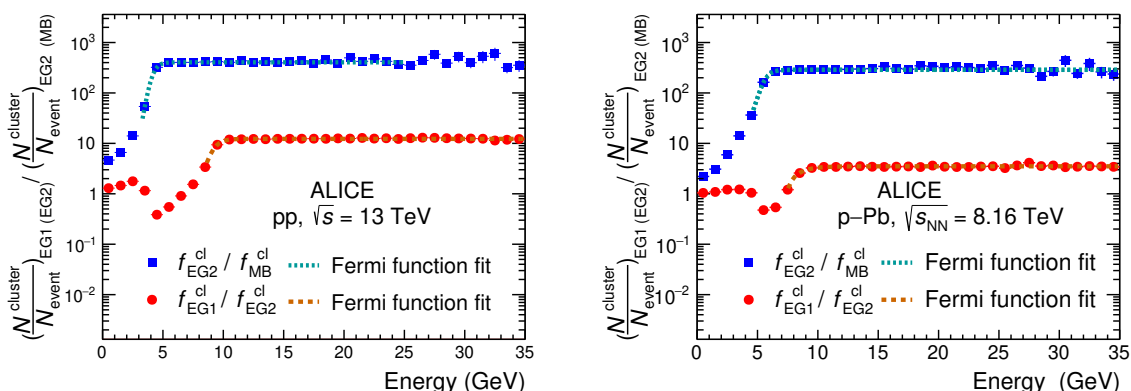 (N^cluster / N_event)_EG1 (EG2) / (N^cluster / N_event)_EG2 (MB)
10³
10²
10
1
10⁻¹
10⁻²
ALICE
pp, √s = 13 TeV
f^cl_EG2 / f^cl_MB Fermi function fit
f^cl_EG1 / f^cl_EG2 Fermi function fit
0 5 10 15 20 25 30 35
Energy (GeV)
(N^cluster / N_event)_EG1 (EG2) / (N^cluster / N_event)_EG2 (MB)
10³
10²
10
1
10⁻¹
10⁻²
ALICE
p−Pb, √s_NN = 8.16 TeV
f^cl_EG2 / f^cl_MB Fermi function fit
f^cl_EG1 / f^cl_EG2 Fermi function fit
0 5 10 15 20 25 30 35
Energy (GeV)